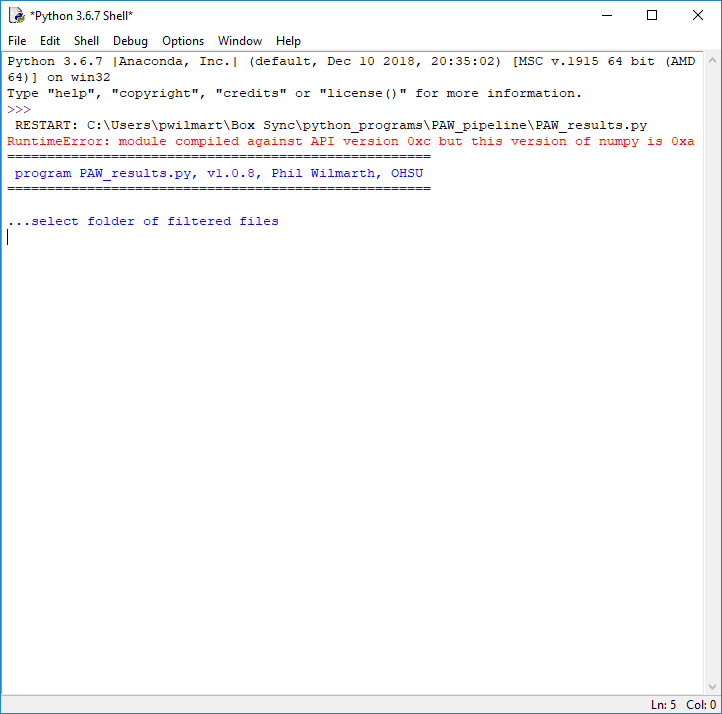 *Python 3.6.7 Shell*
File Edit Shell Debug Options Window Help
Python 3.6.7 |Anaconda, Inc.| (default, Dec 10 2018, 20:35:02) [MSC v.1915 64 bit (AMD
64)] on win32
Type "help", "copyright", "credits" or "license()" for more information.
>>>
 RESTART: C:\Users\pwilmart\Box Sync\python_programs\PAW_pipeline\PAW_results.py
RuntimeError: module compiled against API version 0xc but this version of numpy is 0xa
=====================================================
 program PAW_results.py, v1.0.8, Phil Wilmarth, OHSU
=====================================================
...select folder of filtered files
Ln: 5 Col: 0